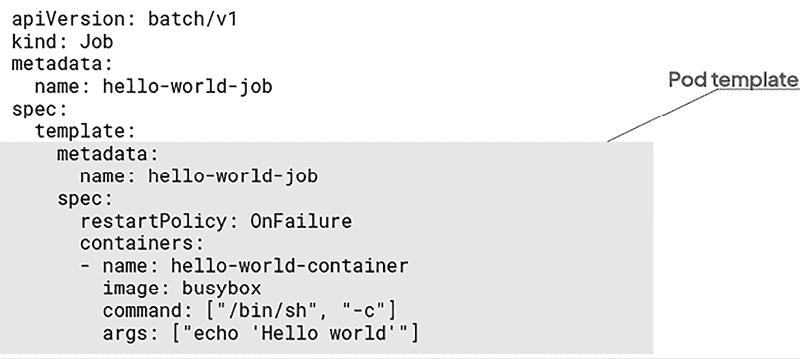 apiVersion: batch/v1
kind: Job
metadata:
  name: hello-world-job
spec:
  template:
    metadata:
      name: hello-world-job
    spec:
      restartPolicy: OnFailure
      containers:
      - name: hello-world-container
        image: busybox
        command: ["/bin/sh", "-c"]
        args: ["echo 'Hello world'"]
Pod template